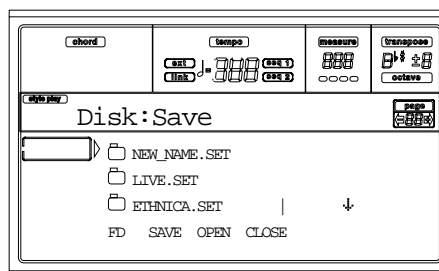 chord tempo measure transpose
ext seq 1
link seq 2
octave
style play page
Disk:Save
NEW_NAME.SET
LIVE.SET
ETHNICA.SET
FD SAVE OPEN CLOSE